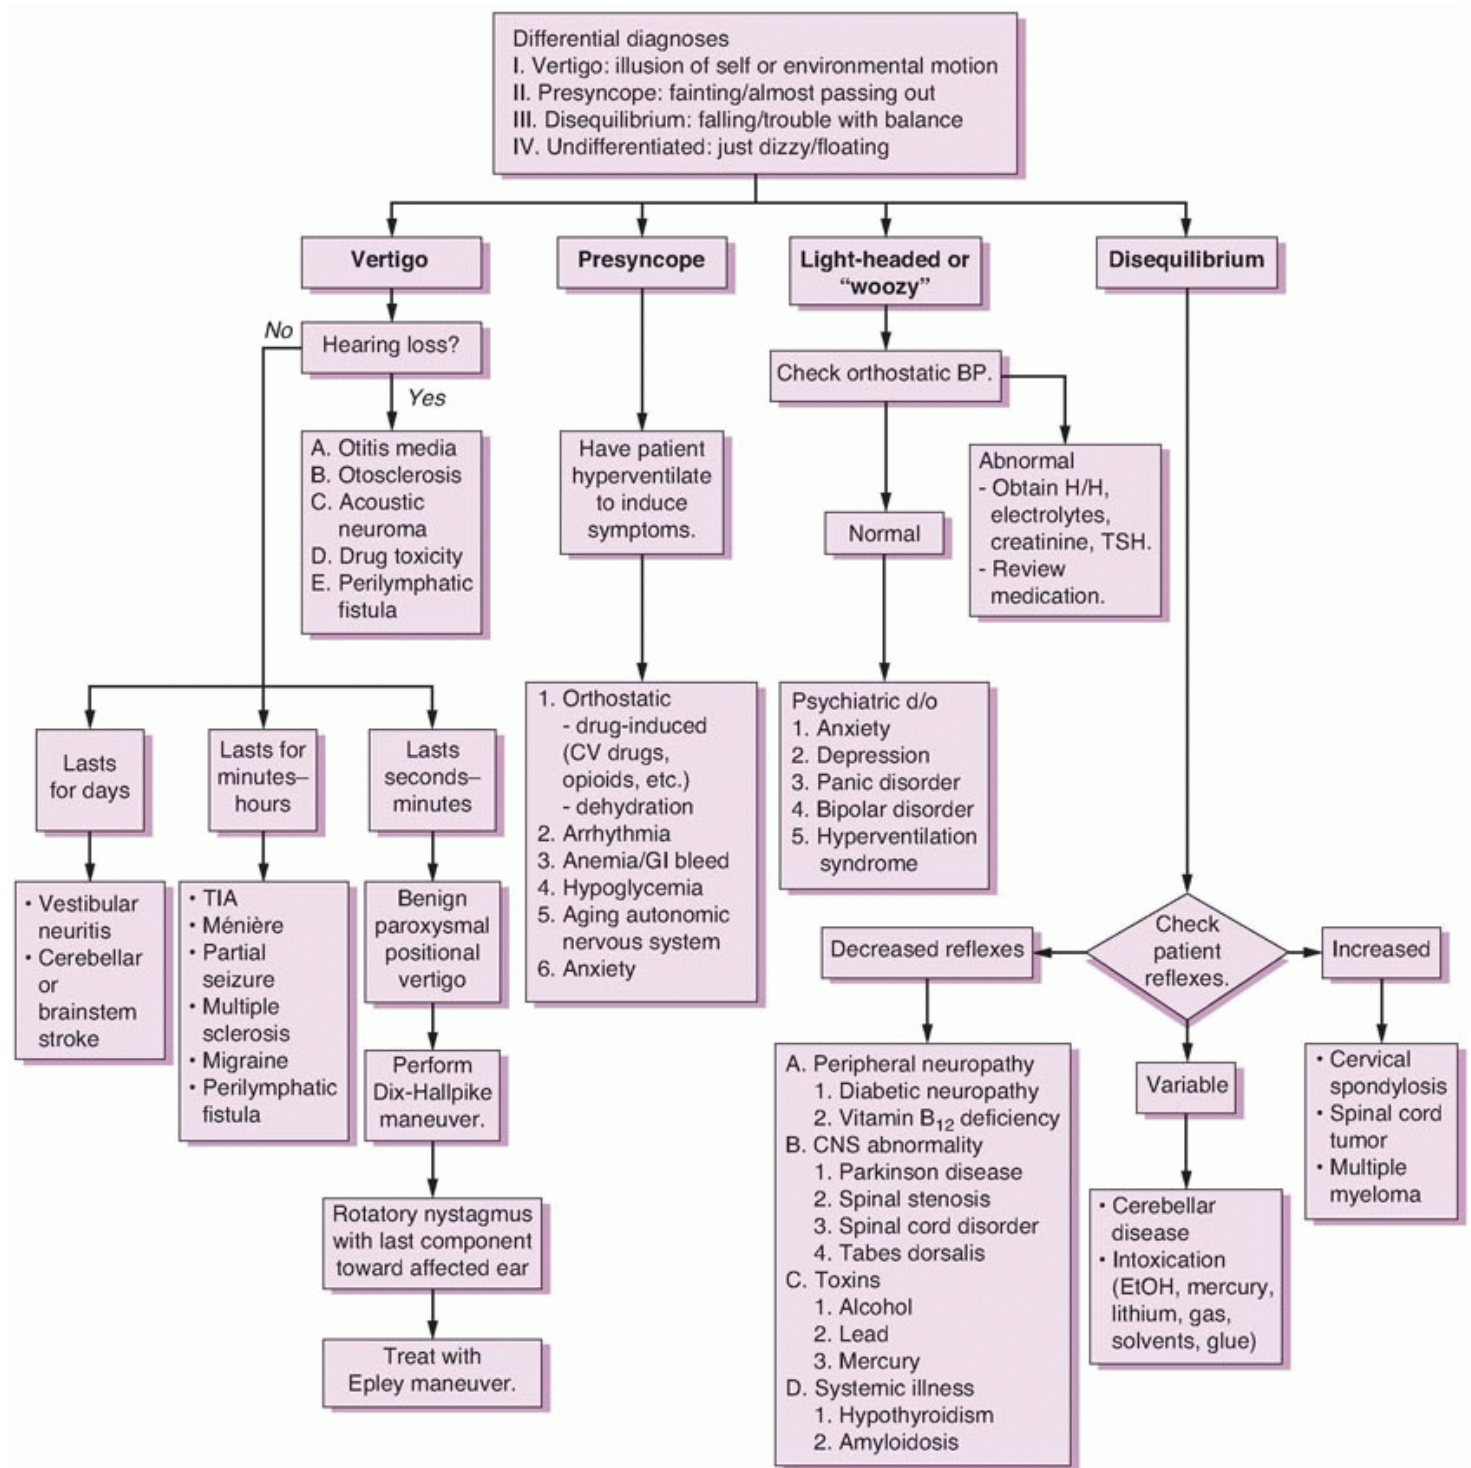 Differential diagnoses
I. Vertigo: illusion of self or environmental motion
II. Presyncope: fainting/almost passing out
III. Disequilibrium: falling/trouble with balance
IV. Undifferentiated: just dizzy/floating
Vertigo
Presyncope
Light-headed or
“woozy”
Disequilibrium
No
Hearing loss?
Yes
A. Otitis media
B. Otosclerosis
C. Acoustic
neuroma
D. Drug toxicity
E. Perilymphatic
fistula
Lasts
for days
Lasts for
minutes–
hours
Lasts
seconds–
minutes
• Vestibular
neuritis
• Cerebellar
or
brainstem
stroke
• TIA
• Ménière
• Partial
seizure
• Multiple
sclerosis
• Migraine
• Perilymphatic
fistula
Benign
paroxysmal
positional
vertigo
Perform
Dix-Hallpike
maneuver.
Rotatory nystagmus
with last component
toward affected ear
Treat with
Epley maneuver.
Have patient
hyperventilate
to induce
symptoms.
1. Orthostatic
- drug-induced
(CV drugs,
opioids, etc.)
- dehydration
2. Arrhythmia
3. Anemia/GI bleed
4. Hypoglycemia
5. Aging autonomic
nervous system
6. Anxiety
Check orthostatic BP.
Abnormal
- Obtain H/H,
electrolytes,
creatinine, TSH.
- Review
medication.
Normal
Psychiatric d/o
1. Anxiety
2. Depression
3. Panic disorder
4. Bipolar disorder
5. Hyperventilation
syndrome
Check
patient
reflexes.
Decreased reflexes
A. Peripheral neuropathy
1. Diabetic neuropathy
2. Vitamin B12 deficiency
B. CNS abnormality
1. Parkinson disease
2. Spinal stenosis
3. Spinal cord disorder
4. Tabes dorsalis
C. Toxins
1. Alcohol
2. Lead
3. Mercury
D. Systemic illness
1. Hypothyroidism
2. Amyloidosis
Variable
• Cerebellar
disease
• Intoxication
(EtOH, mercury,
lithium, gas,
solvents, glue)
Increased
• Cervical
spondylosis
• Spinal cord
tumor
• Multiple
myeloma